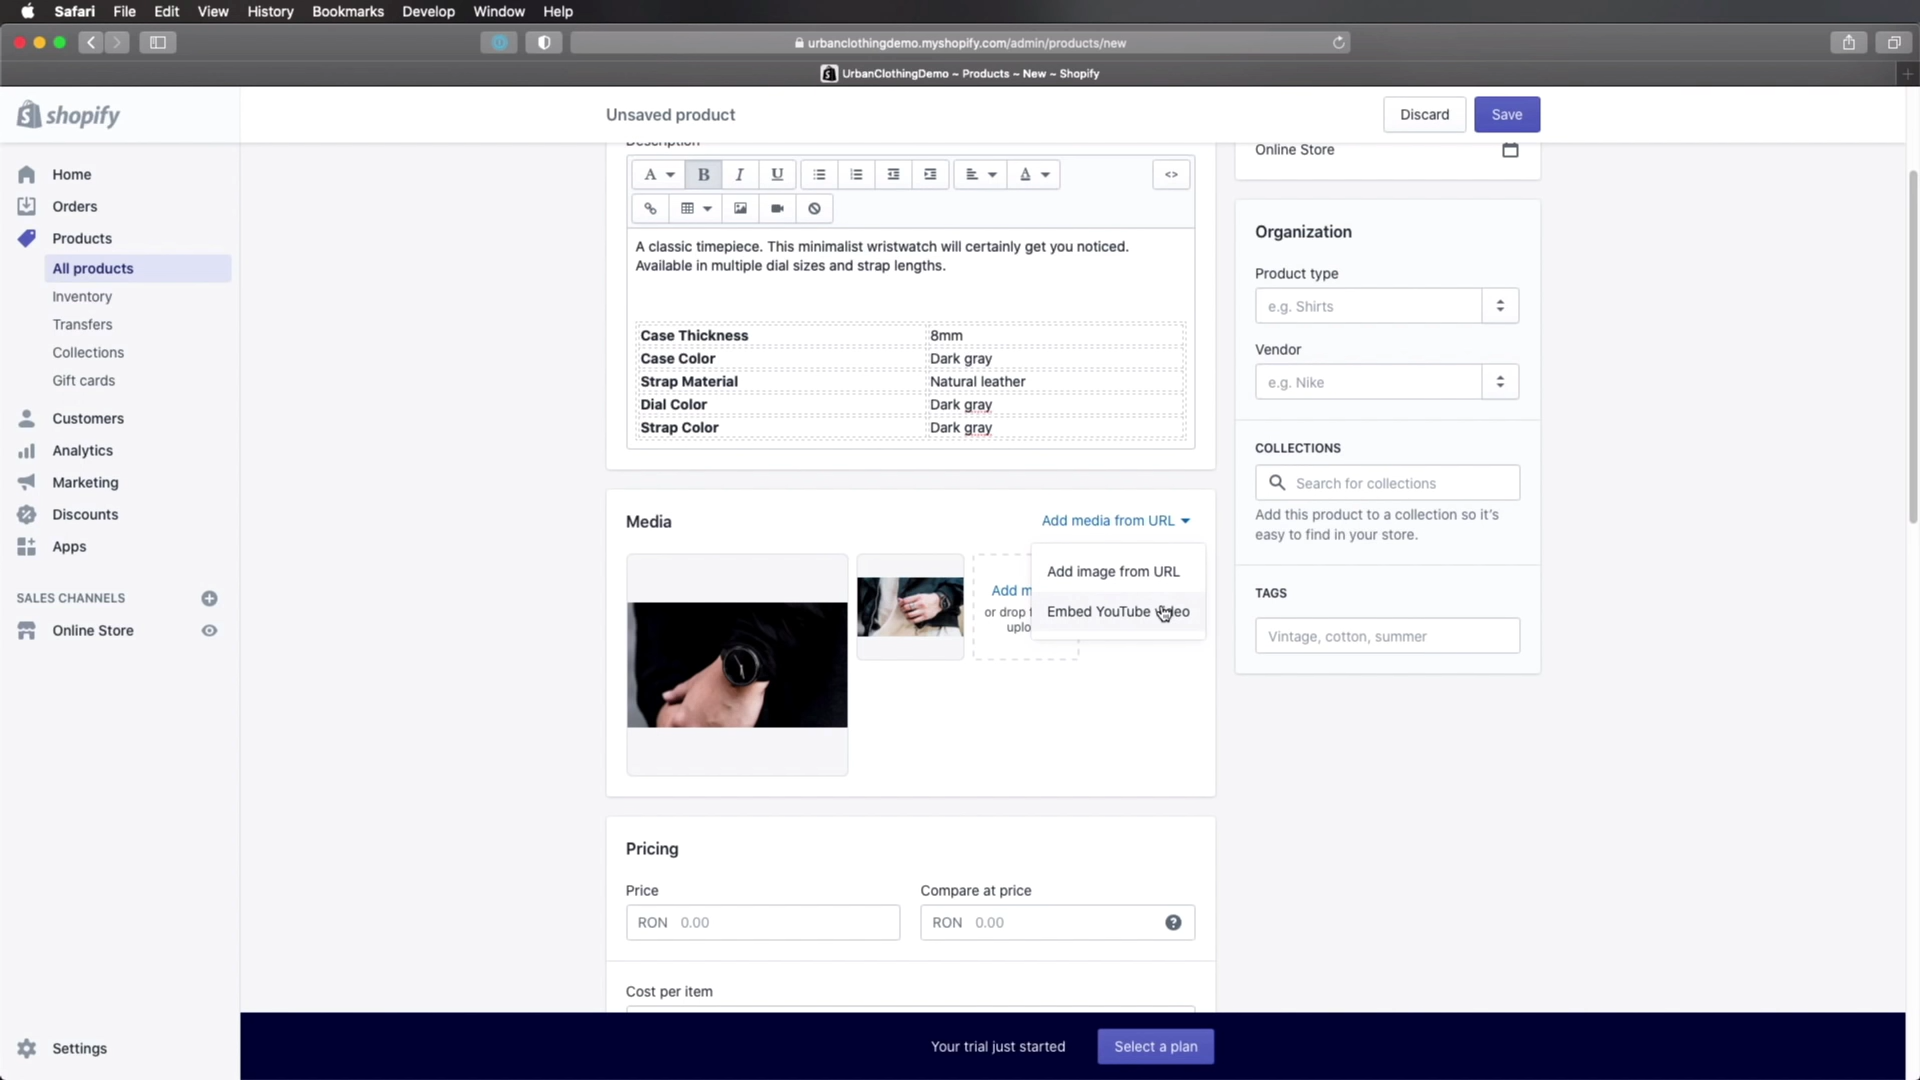 Safari File Edit View History Bookmarks Develop Window Help
urbanclothingdemo.myshopify.com/admin/products/new
UrbanClothingDemo ~ Products ~ New ~ Shopify
shopify
Unsaved product
Discard
Save
Home
Orders
Products
All products
Inventory
Transfers
Collections
Gift cards
Customers
Analytics
Marketing
Discounts
Apps
SALES CHANNELS
Online Store
Settings
Description
A B I U A <>
A classic timepiece. This minimalist wristwatch will certainly get you noticed.
Available in multiple dial sizes and strap lengths.
Case Thickness 8mm
Case Color Dark gray
Strap Material Natural leather
Dial Color Dark gray
Strap Color Dark gray
Media
Add media from URL
Add image from URL
Embed YouTube video
Add m
or drop
uplo
Pricing
Price
Compare at price
RON 0.00
RON 0.00
Cost per item
Online Store
Organization
Product type
e.g. Shirts
Vendor
e.g. Nike
COLLECTIONS
Search for collections
Add this product to a collection so it's
easy to find in your store.
TAGS
Vintage, cotton, summer
Your trial just started
Select a plan